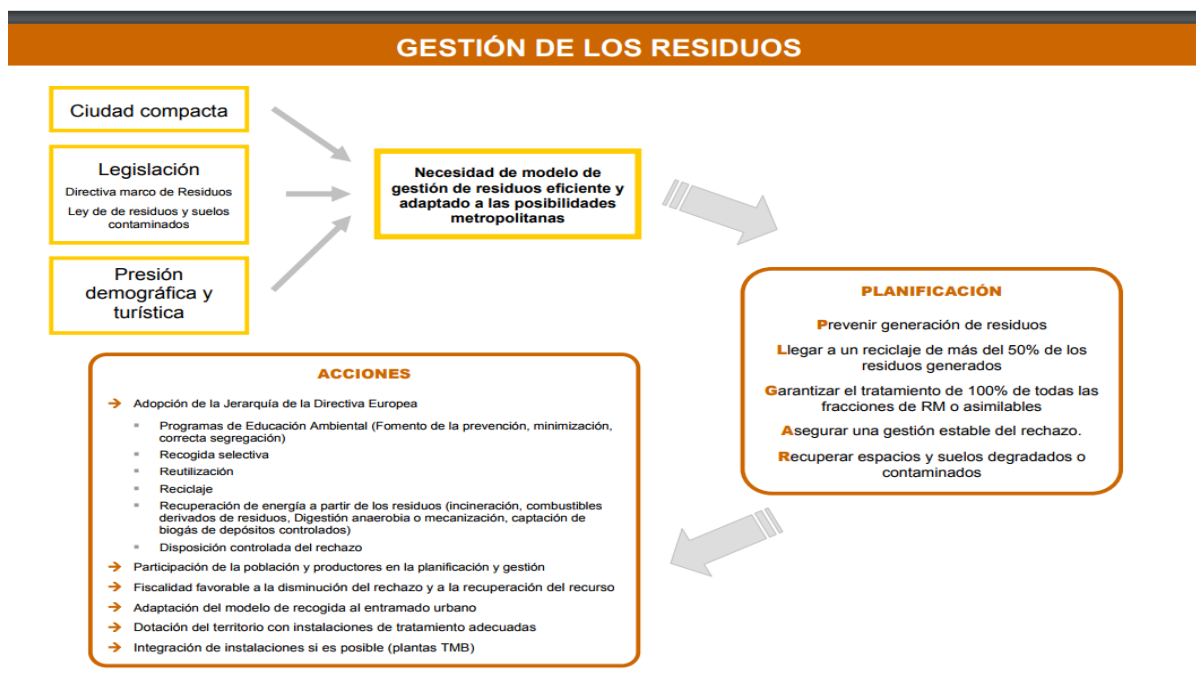 GESTIÓN DE LOS RESIDUOS
Ciudad compacta
Legislación
Directiva marco de Residuos
Ley de de residuos y suelos
contaminados
Presión
demográfica y
turística
Necesidad de modelo de
gestión de residuos eficiente y
adaptado a las posibilidades
metropolitanas
PLANIFICACIÓN
Prevenir generación de residuos
Llegar a un reciclaje de más del 50% de los
residuos generados
Garantizar el tratamiento de 100% de todas las
fracciones de RM o asimilables
Asegurar una gestión estable del rechazo.
Recuperar espacios y suelos degradados o
contaminados
ACCIONES
Adopción de la Jerarquía de la Directiva Europea
Programas de Educación Ambiental (Fomento de la prevención, minimización,
correcta segregación)
Recogida selectiva
Reutilización
Reciclaje
Recuperación de energía a partir de los residuos (incineración, combustibles
derivados de residuos, Digestión anaerobia o mecanización, captación de
biogás de depósitos controlados)
Disposición controlada del rechazo
Participación de la población y productores en la planificación y gestión
Fiscalidad favorable a la disminución del rechazo y a la recuperación del recurso
Adaptación del modelo de recogida al entramado urbano
Dotación del territorio con instalaciones de tratamiento adecuadas
Integración de instalaciones si es posible (plantas TMB)